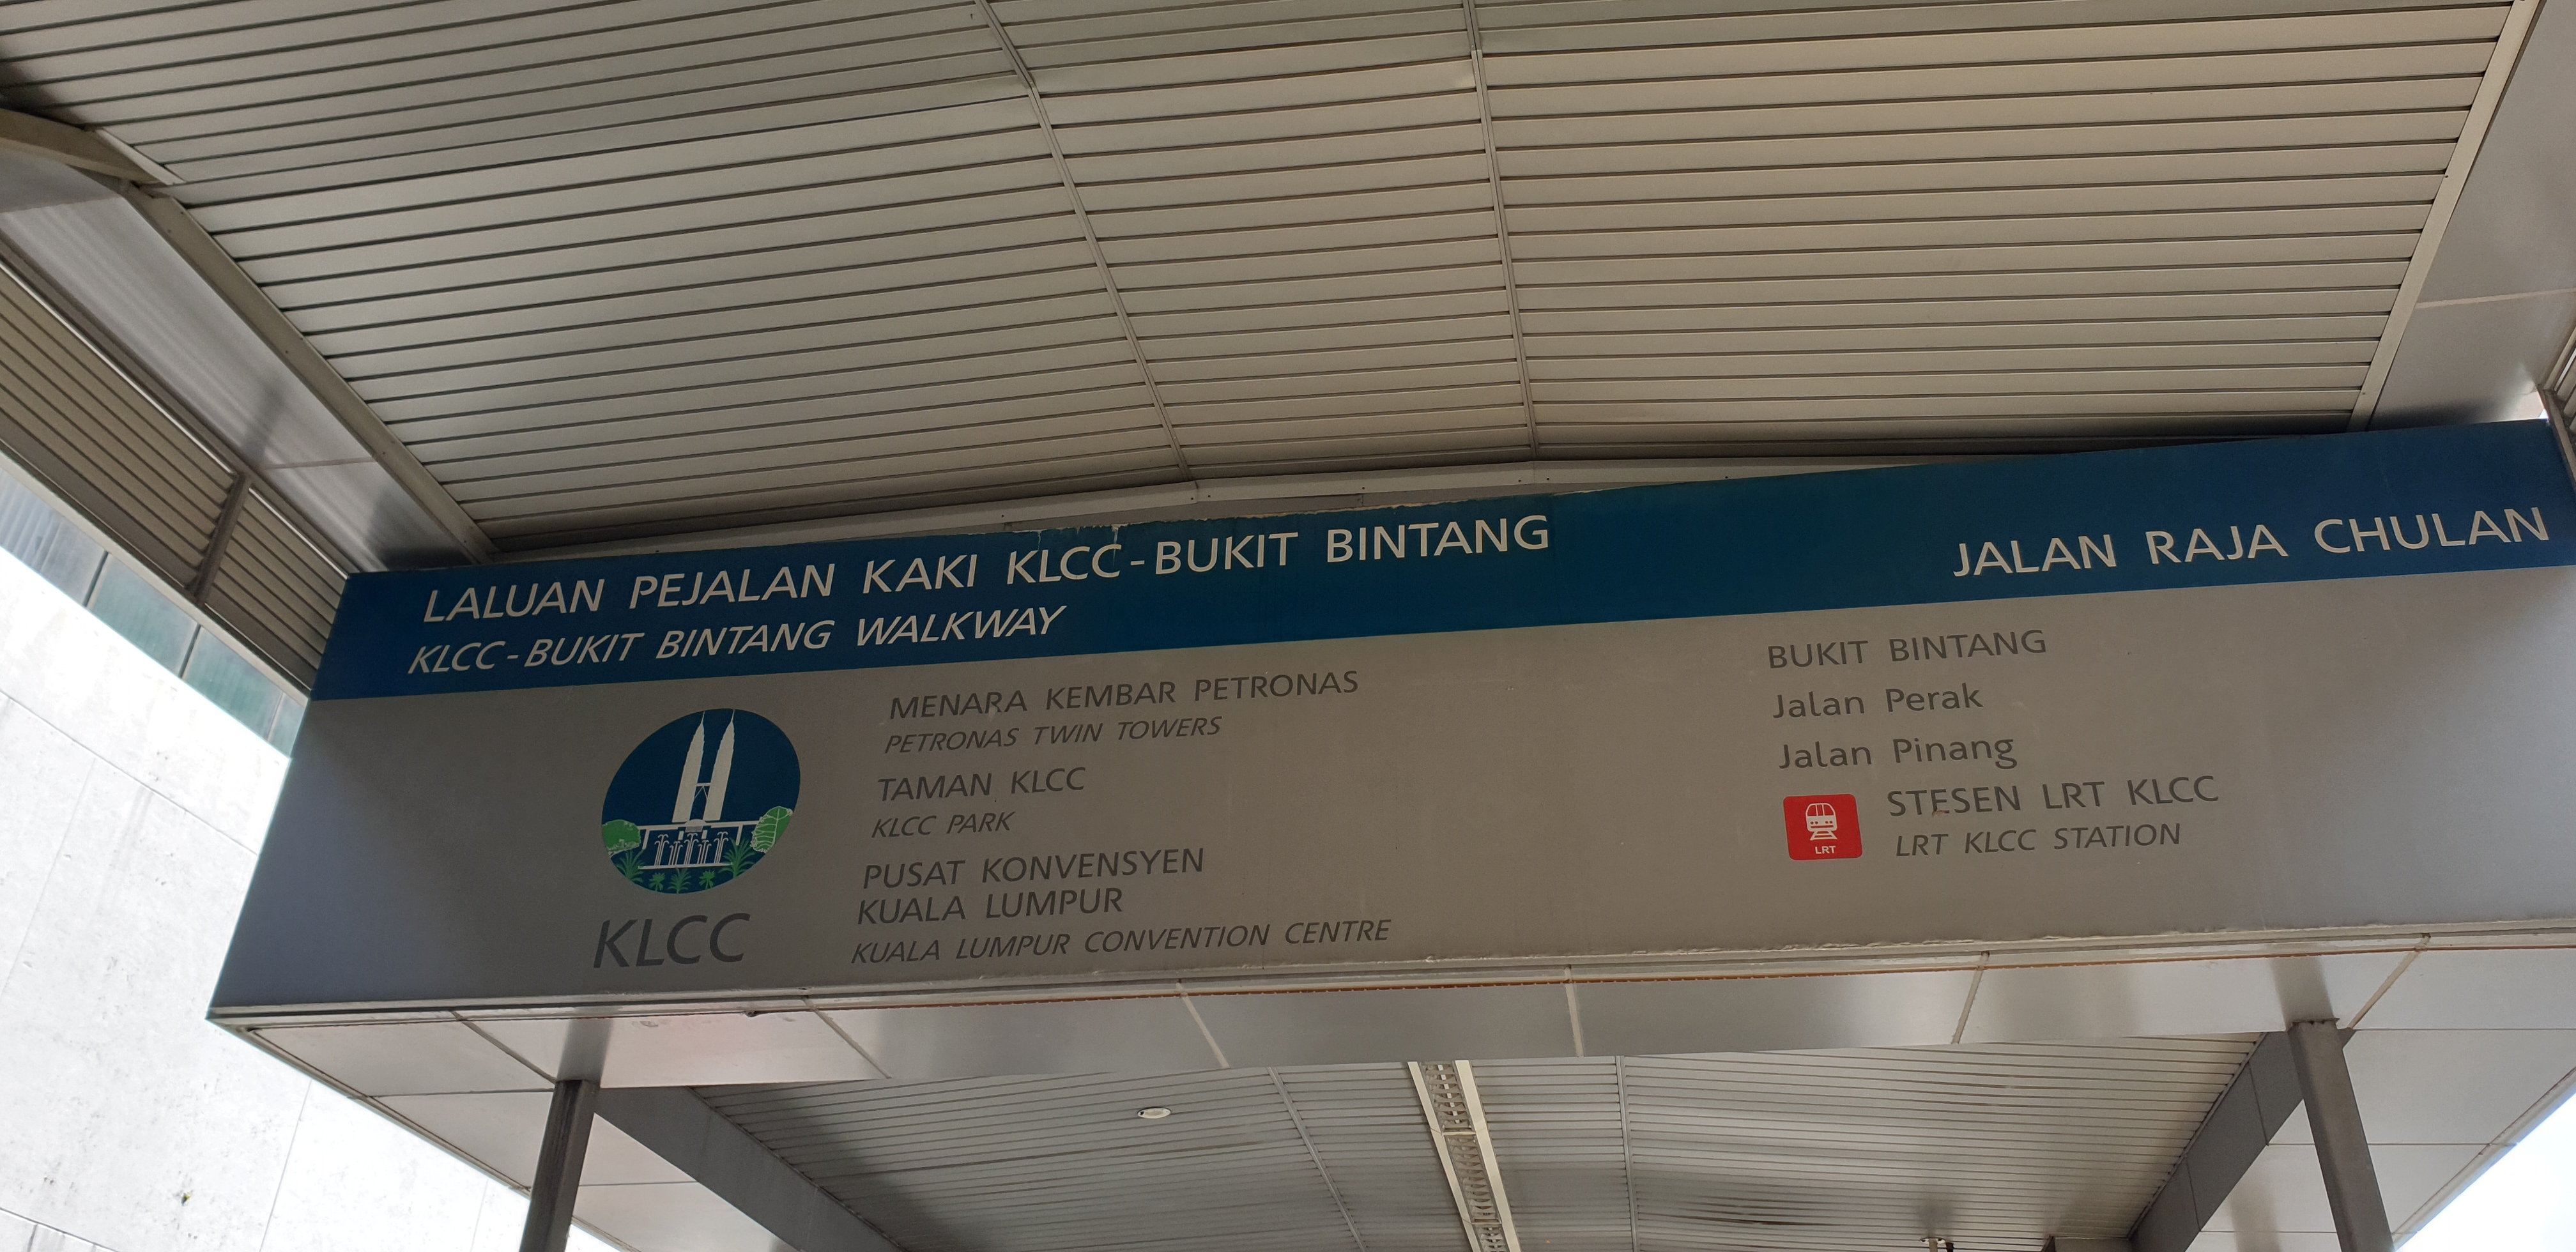 LALUAN PEJALAN KAKI KLCC-BUKIT BINTANG
KLCC-BUKIT BINTANG WALKWAY
JALAN RAJA CHULAN
KLCC
MENARA KEMBAR PETRONAS
PETRONAS TWIN TOWERS
TAMAN KLCC
KLCC PARK
PUSAT KONVENSYEN
KUALA LUMPUR
KUALA LUMPUR CONVENTION CENTRE
BUKIT BINTANG
Jalan Perak
Jalan Pinang
LRT
STESEN LRT KLCC
LRT KLCC STATION